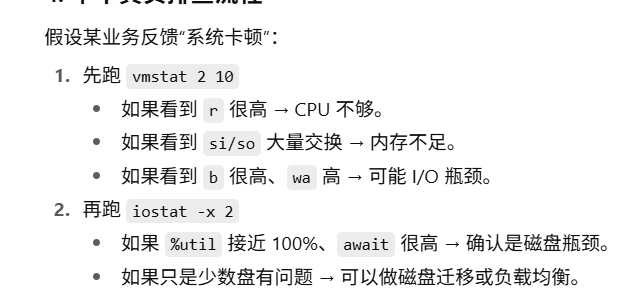 假设某业务反馈“系统卡顿”：
1. 先跑 vmstat 2 10
• 如果看到 r 很高 → CPU 不够。
• 如果看到 si/so 大量交换 → 内存不足。
• 如果看到 b 很高、 wa 高 → 可能 I/O 瓶颈。
2. 再跑 iostat -x 2
• 如果 %util 接近 100%、 await 很高 → 确认是磁盘瓶颈。
• 如果只是少数盘有问题 → 可以做磁盘迁移或负载均衡。